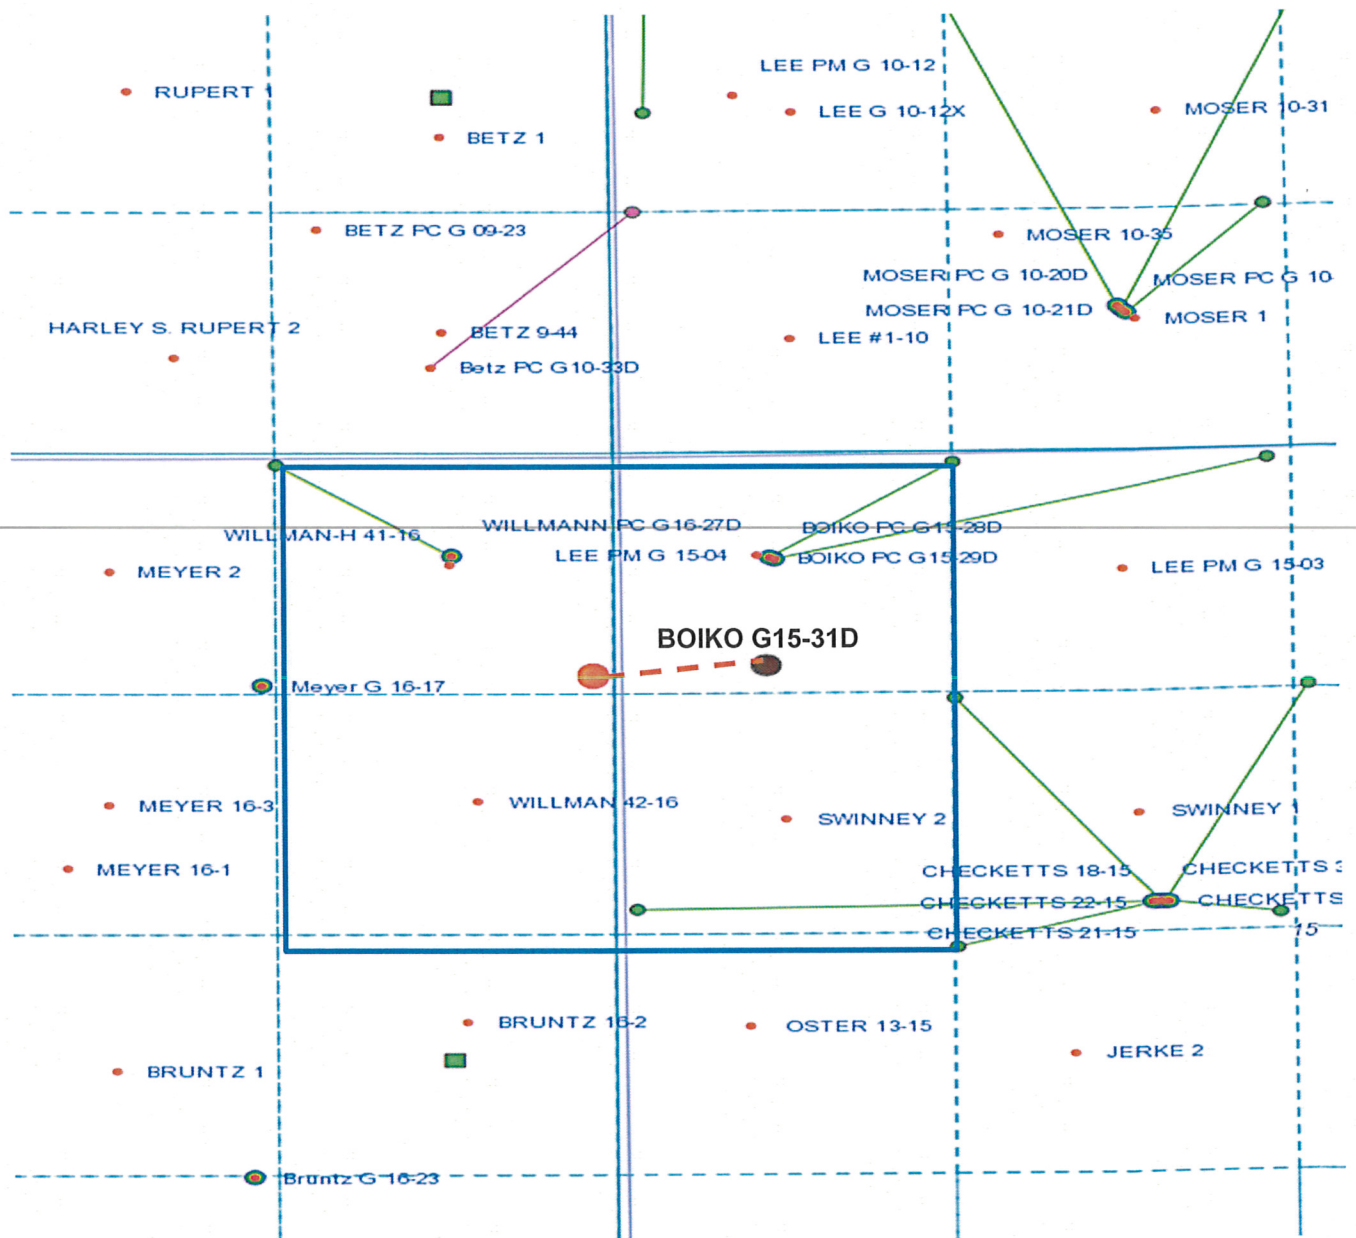 LEE PM G 10-12
RUPERT 1
LEE G 10-12X
MOSER 10-31
BETZ 1
BETZ PC G 09-23
MOSER 10-35
MOSER PC G 10-20D
MOSER PC G 10-
MOSER PC G 10-21D
MOSER 1
HARLEY S. RUPERT 2
BETZ 9-44
LEE #1-10
Betz PC G10-33D
WILLMANN PC G16-27D
BOIKO PC G15-28D
WILLMAN-H 41-16
LEE PM G 15-04
BOIKO PC G15-29D
MEYER 2
LEE PM G 15-03
BOIKO G15-31D
Meyer G 16-17
MEYER 16-3
WILLMAN 42-16
SWINNEY 2
SWINNEY 1
MEYER 16-1
CHECKETTS 18-15
CHECKETTS
CHECKETTS 22-15
CHECKETTS
CHECKETTS 21-15
15
BRUNTZ 16-2
OSTER 13-15
JERKE 2
BRUNTZ 1
Bruntz G 16-23